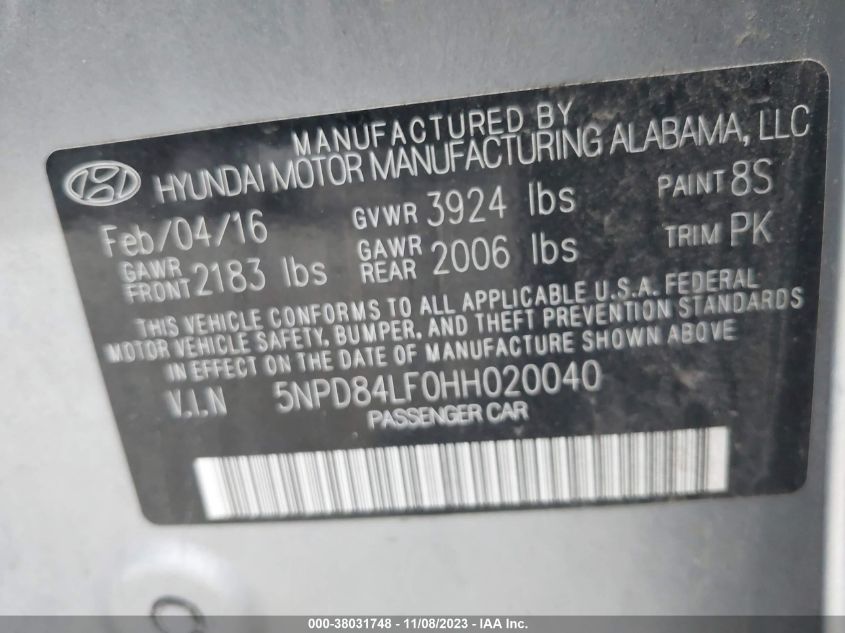 MANUFACTURED BY
HYUNDAI MOTOR MANUFACTURING ALABAMA, LLC
Feb/04/16 GVWR 3924 lbs PAINT 8S
GAWR FRONT 2183 lbs GAWR REAR 2006 lbs TRIM PK
THIS VEHICLE CONFORMS TO ALL APPLICABLE U.S.A. FEDERAL
MOTOR VEHICLE SAFETY, BUMPER, AND THEFT PREVENTION STANDARDS
IN EFFECT ON THE DATE OF MANUFACTURE SHOWN ABOVE
V.I.N 5NPD84LF0HH020040
PASSENGER CAR
000-38031748 - 11/08/2023 - IAA Inc.